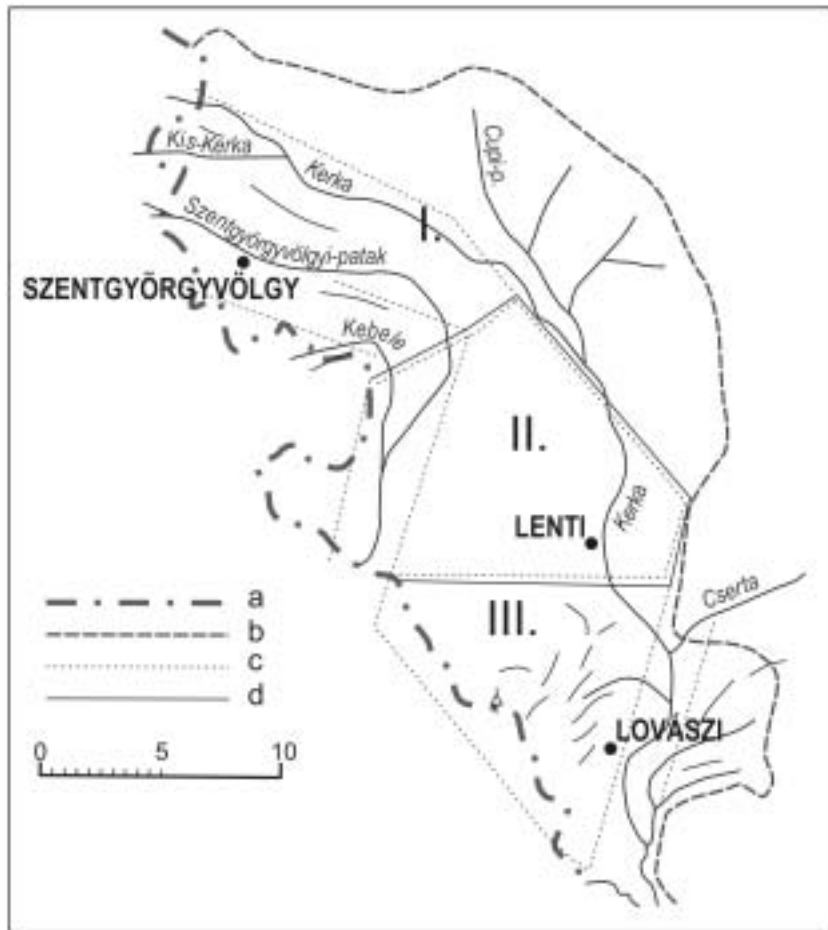 Kis-Kerka
Kerka
Cupi-p.
I.
Szentgyörgyvölgyi-patak
SZENTGYÖRGYVÖLGY
Kebele
II.
LENTI
Kerka
Cserta
III.
LOVÁSZI
a
b
c
d
0 5 10